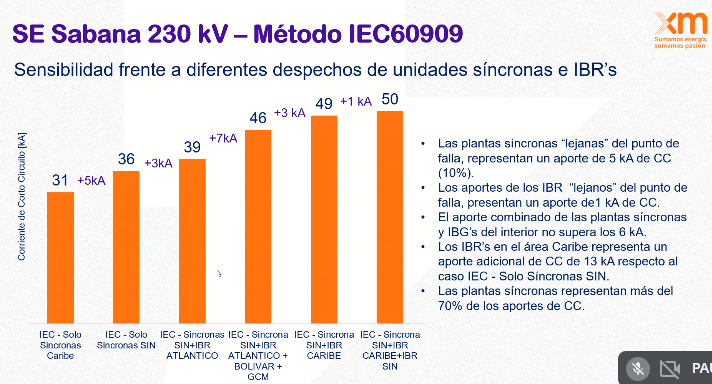 SE Sabana 230 kV – Método IEC60909
xm
Sumamos energía,
sumamos pasión.
Sensibilidad frente a diferentes despechos de unidades síncronas e IBR's
Corriente de Corto Circuito [kA]
31
+5kA
36
+3kA
39
+7kA
46
+3 kA
49
+1 kA
50
IEC - Solo
Sincronas
Caribe
IEC - Solo
Sincronas SIN
IEC - Sincronas
SIN+IBR
ATLANTICO
IEC - Sincrona
SIN+IBR
ATLANTICO +
BOLIVAR +
GCM
IEC - Sincrona
SIN+IBR
CARIBE
IEC - Sincrona
SIN+IBR
CARIBE+IBR
SIN
• Las plantas síncronas “lejanas” del punto de
falla, representan un aporte de 5 kA de CC
(10%).
• Los aportes de los IBR “lejanos” del punto de
falla, presentan un aporte de1 kA de CC.
• El aporte combinado de las plantas síncronas
y IBG's del interior no supera los 6 kA.
• Los IBR's en el área Caribe representa un
aporte adicional de CC de 13 kA respecto al
caso IEC - Solo Síncronas SIN.
• Las plantas síncronas representan más del
70% de los aportes de CC.